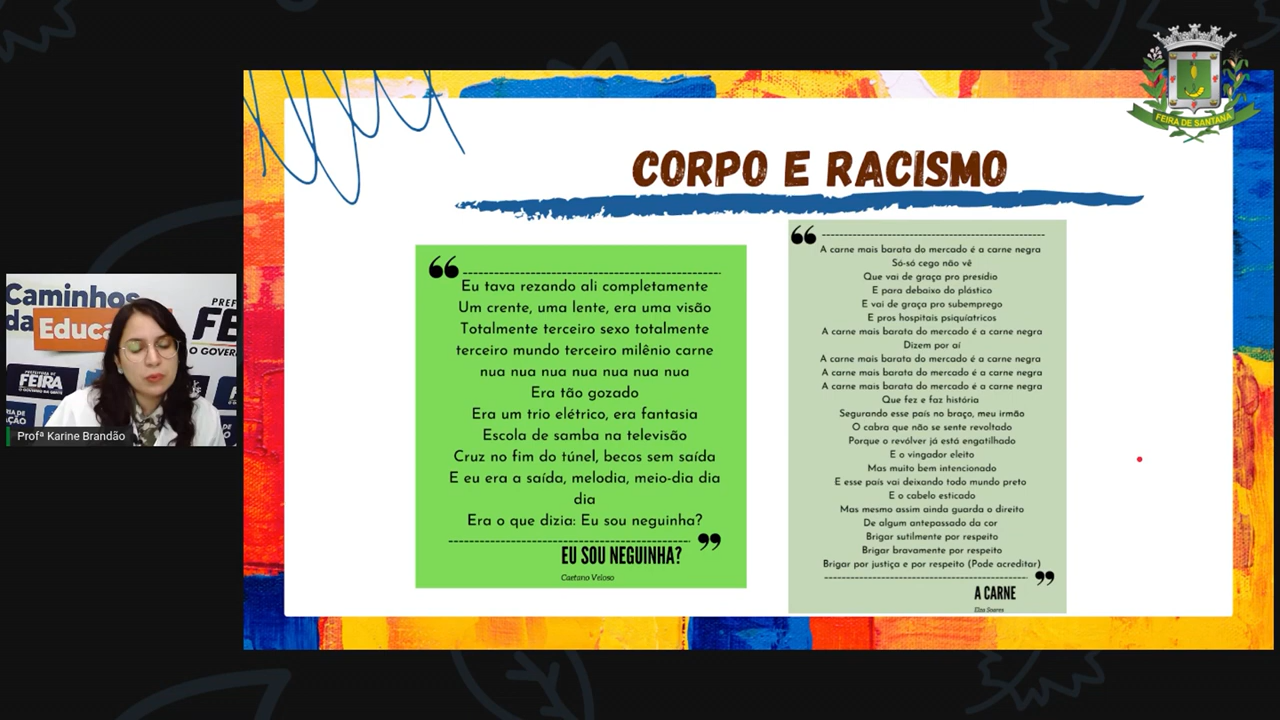 FEIRA DE SANTANA
CORPO E RACISMO
Eu tava rezando ali completamente
Um crente, uma lente, era uma visão
Totalmente terceiro sexo totalmente
terceiro mundo terceiro milênio carne
nua nua nua nua nua nua nua
Era tão gozado
Era um trio elétrico, era fantasia
Escola de samba na televisão
Cruz no fim do túnel, becos sem saída
E eu era a saída, melodia, meio-dia dia
dia
Era o que dizia: Eu sou neguinha?
EU SOU NEGUINHA?
Caetano Veloso
A carne mais barata do mercado é a carne negra
Só-só cego não vê
Que vai de graça pro presídio
E para debaixo do plástico
E vai de graça pro subemprego
E pros hospitais psiquiátricos
A carne mais barata do mercado é a carne negra
Dizem por aí
A carne mais barata do mercado é a carne negra
A carne mais barata do mercado é a carne negra
A carne mais barata do mercado é a carne negra
Que fez e faz história
Segurando esse país no braço, meu irmão
O cabra que não se sente revoltado
Porque o revólver já está engatilhado
E o vingador eleito
Mas muito bem intencionado
E esse país vai deixando todo mundo preto
E o cabelo esticado
Mas mesmo assim ainda guarda o direito
De algum antepassado da cor
Brigar sutilmente por respeito
Brigar bravamente por respeito
Brigar por justiça e por respeito (Pode acreditar)
A CARNE
Elza Soares
Caminhos
da Educa
PREF
FE
O GOVER
FEIRA
Profª Karine Brandão